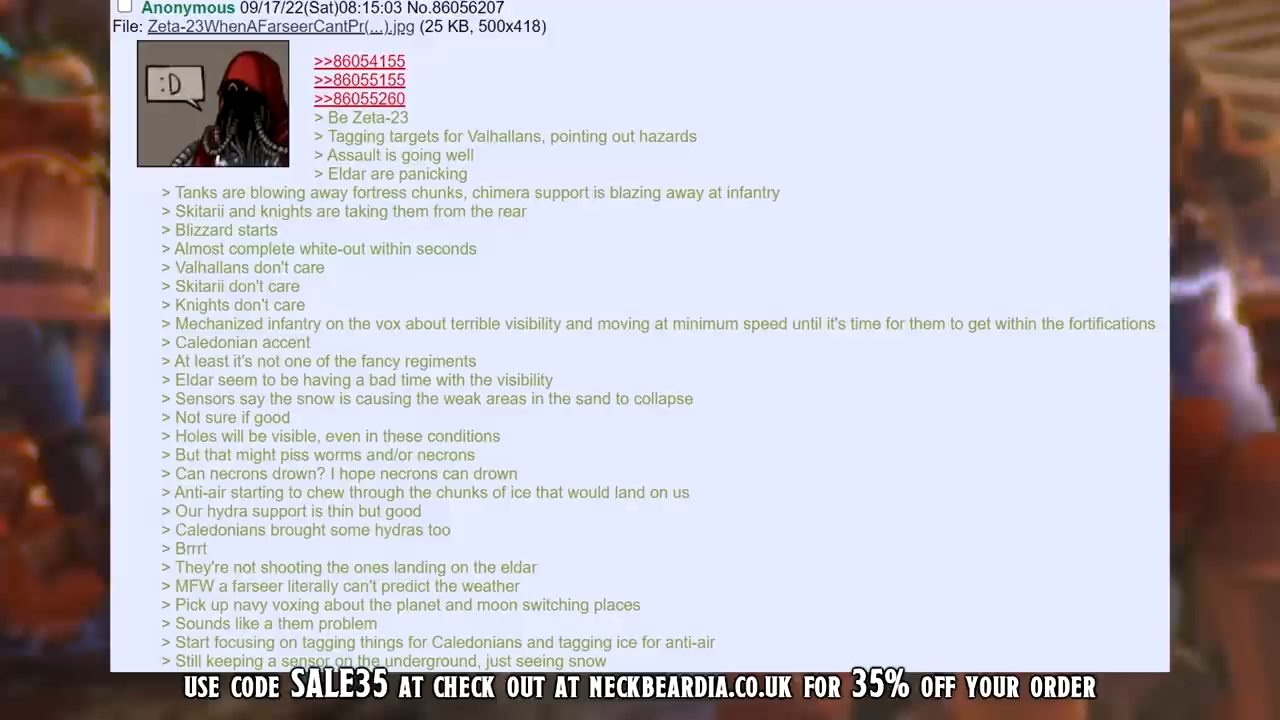 Anonymous 09/17/22(Sat)08:15:03 No.86056207
File: Zeta-23WhenAFarseerCantPr(...).jpg (25 KB, 500x418)
:D
>>86054155
>>86055155
>>86055260
> Be Zeta-23
> Tagging targets for Valhallans, pointing out hazards
> Assault is going well
> Eldar are panicking
> Tanks are blowing away fortress chunks, chimera support is blazing away at infantry
> Skitarii and knights are taking them from the rear
> Blizzard starts
> Almost complete white-out within seconds
> Valhallans don't care
> Skitarii don't care
> Knights don't care
> Mechanized infantry on the vox about terrible visibility and moving at minimum speed until it's time for them to get within the fortifications
> Caledonian accent
> At least it's not one of the fancy regiments
> Eldar seem to be having a bad time with the visibility
> Sensors say the snow is causing the weak areas in the sand to collapse
> Not sure if good
> Holes will be visible, even in these conditions
> But that might piss worms and/or necrons
> Can necrons drown? I hope necrons can drown
> Anti-air starting to chew through the chunks of ice that would land on us
> Our hydra support is thin but good
> Caledonians brought some hydras too
> Brrrt
> They're not shooting the ones landing on the eldar
> MFW a farseer literally can't predict the weather
> Pick up navy voxing about the planet and moon switching places
> Sounds like a them problem
> Start focusing on tagging things for Caledonians and tagging ice for anti-air
> Still keeping a sensor on the underground, just seeing snow
USE CODE SALE35 AT CHECK OUT AT NECKBEARDIA.CO.UK FOR 35% OFF YOUR ORDER